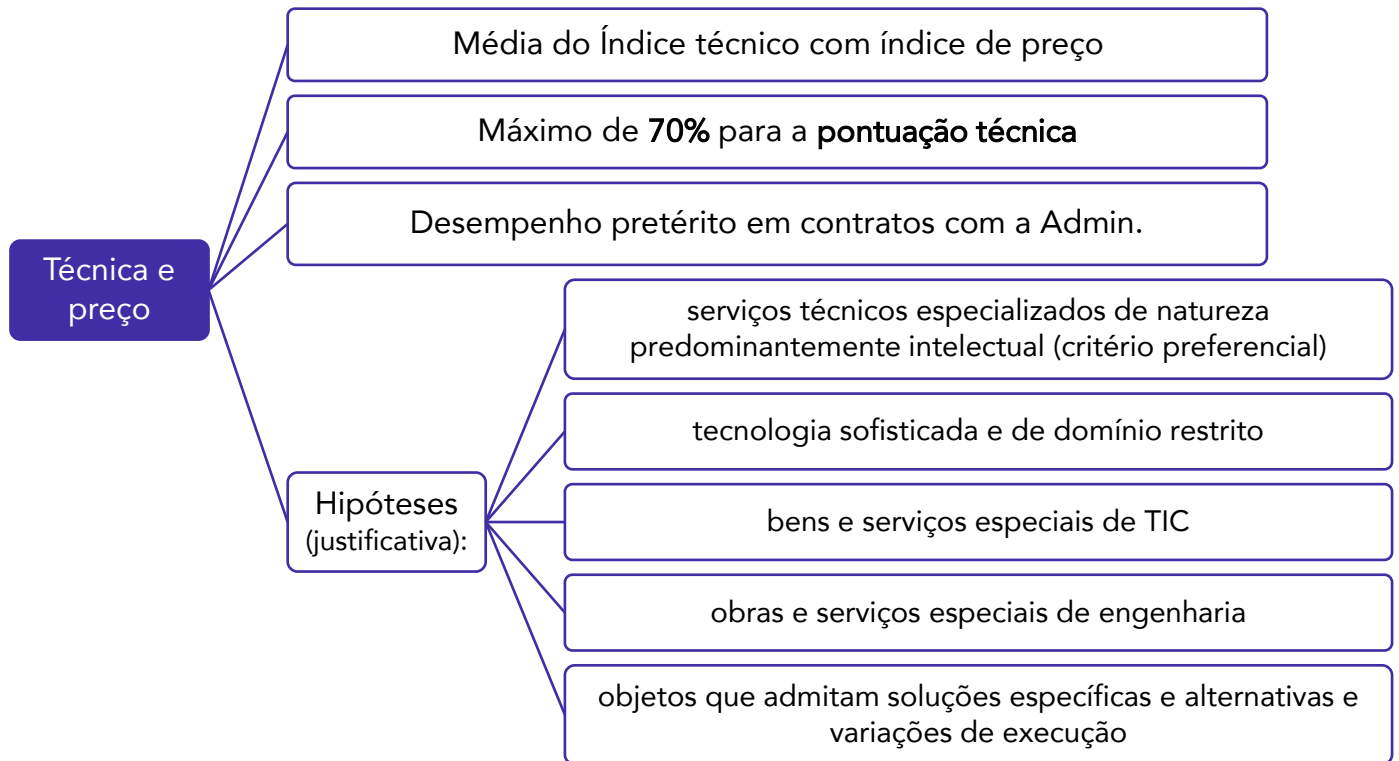 Média do Índice técnico com índice de preço
Máximo de 70% para a pontuação técnica
Desempenho pretérito em contratos com a Admin.
Técnica e
preço
Hipóteses
(justificativa):
serviços técnicos especializados de natureza
predominantemente intelectual (critério preferencial)
tecnologia sofisticada e de domínio restrito
bens e serviços especiais de TIC
obras e serviços especiais de engenharia
objetos que admitam soluções específicas e alternativas e
variações de execução